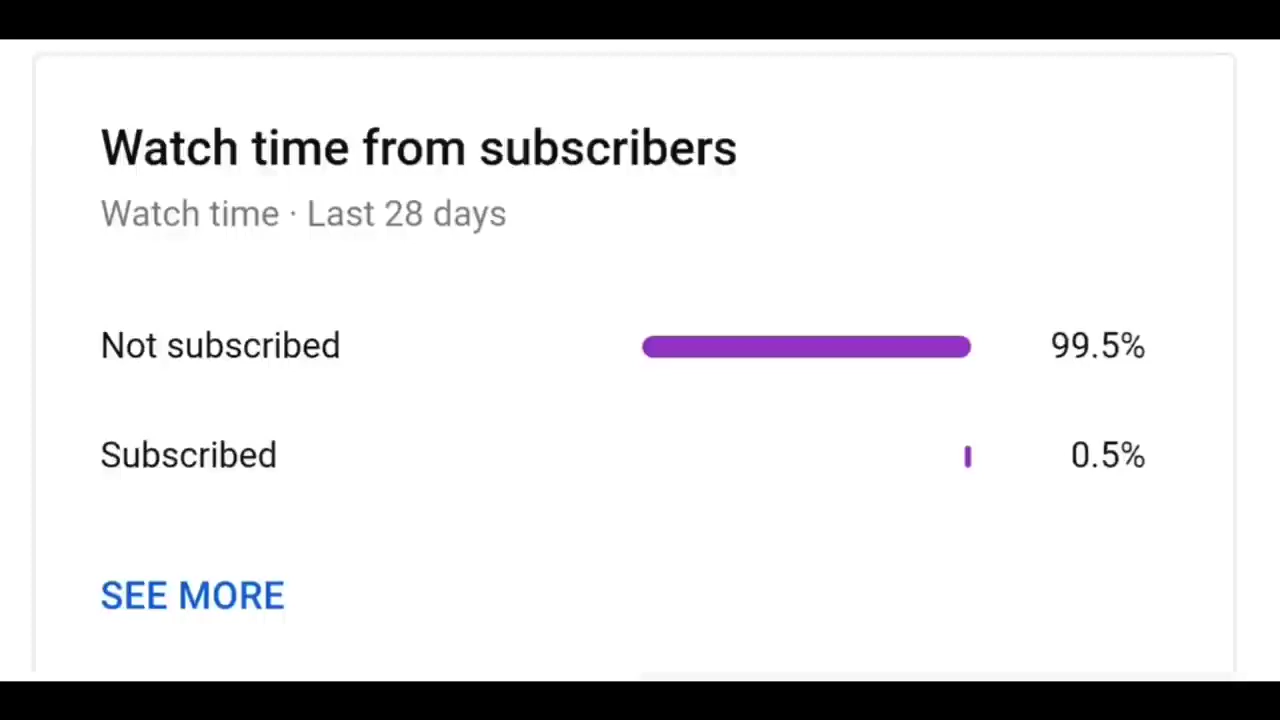 Watch time from subscribers
Watch time · Last 28 days
Not subscribed 99.5%
Subscribed 0.5%
SEE MORE